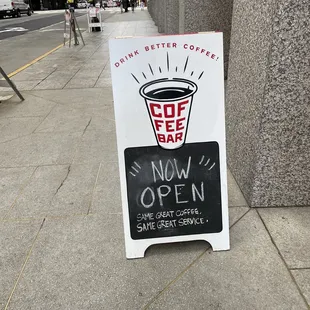 DRINK BETTER COFFEE!
COF
FEE
BAR
NOW
OPEN
SAME GREAT COFFEE.
SAME GREAT SERVICE.